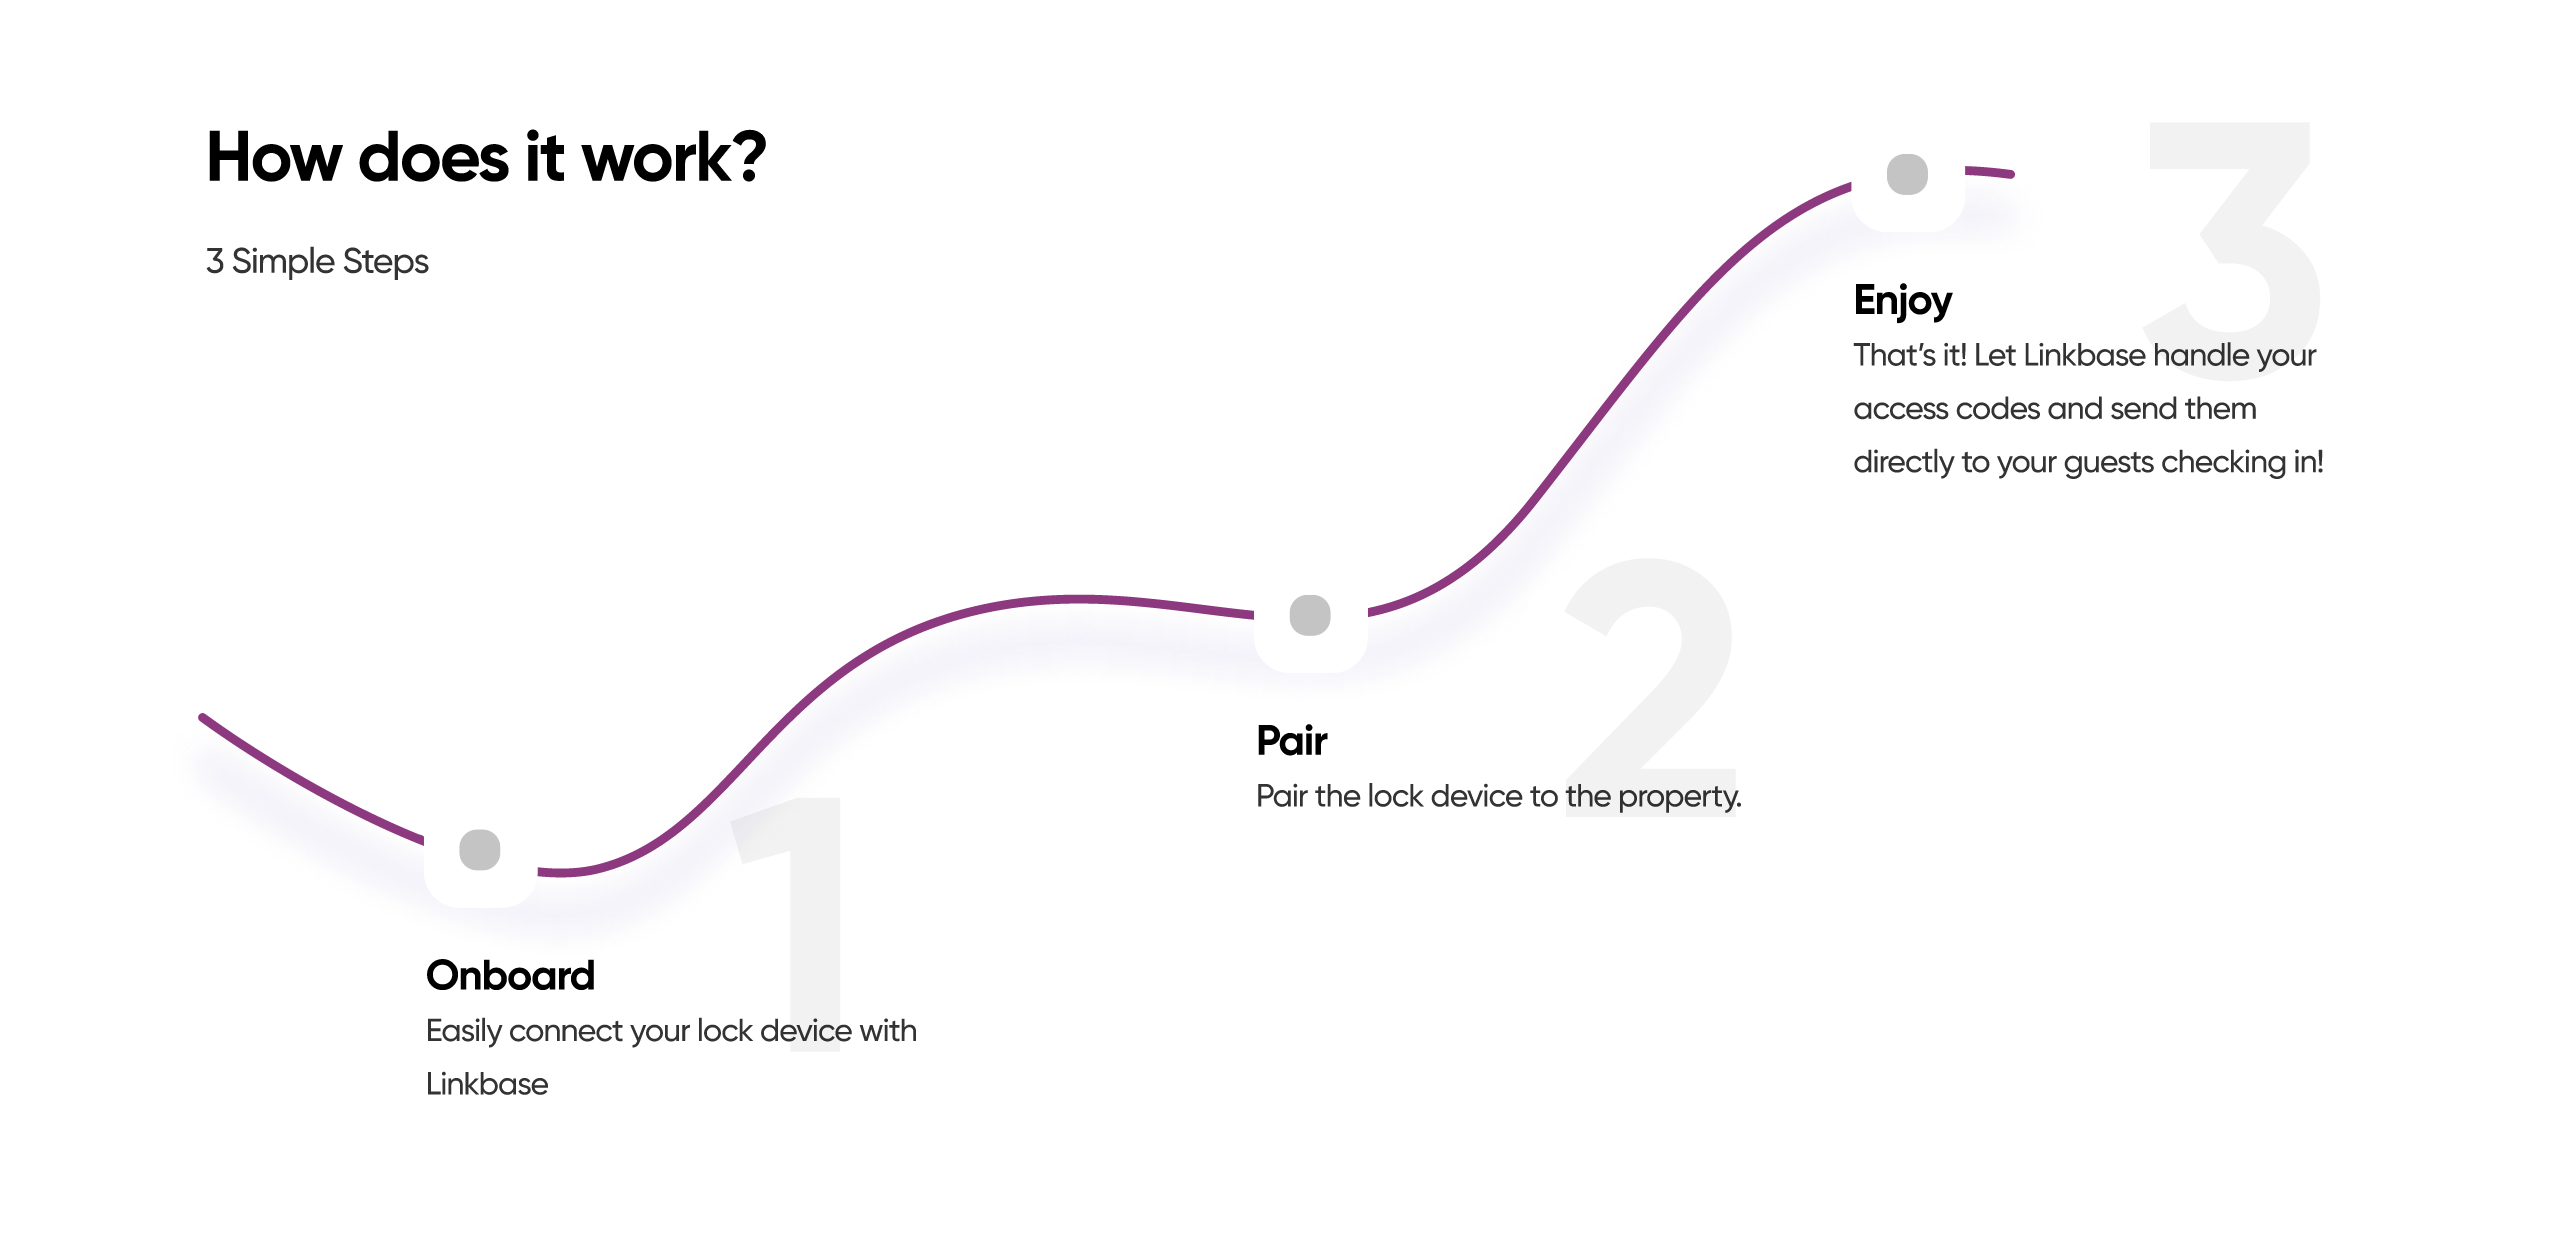 How does it work?
3 Simple Steps
1
Onboard
Easily connect your lock device with
Linkbase
2
Pair
Pair the lock device to the property.
3
Enjoy
That’s it! Let Linkbase handle your
access codes and send them
directly to your guests checking in!